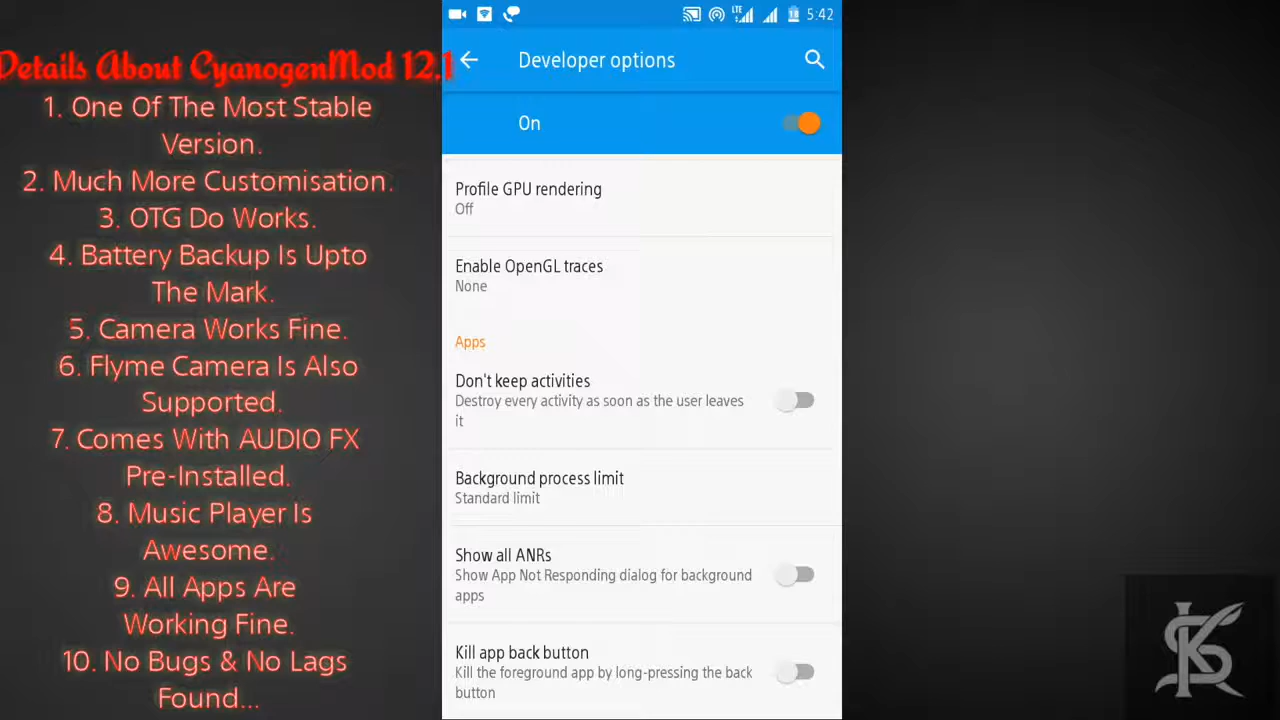 Details About CyanogenMod 12.1
1. One Of The Most Stable
Version.
2. Much More Customisation.
3. OTG Do Works.
4. Battery Backup Is Upto
The Mark.
5. Camera Works Fine.
6. Flyme Camera Is Also
Supported.
7. Comes With AUDIO FX
Pre-Installed.
8. Music Player Is
Awesome.
9. All Apps Are
Working Fine.
10. No Bugs & No Lags
Found...
LTE
5:42
Developer options
On
Profile GPU rendering
Off
Enable OpenGL traces
None
Apps
Don't keep activities
Destroy every activity as soon as the user leaves
it
Background process limit
Standard limit
Show all ANRs
Show App Not Responding dialog for background
apps
Kill app back button
Kill the foreground app by long-pressing the back
button